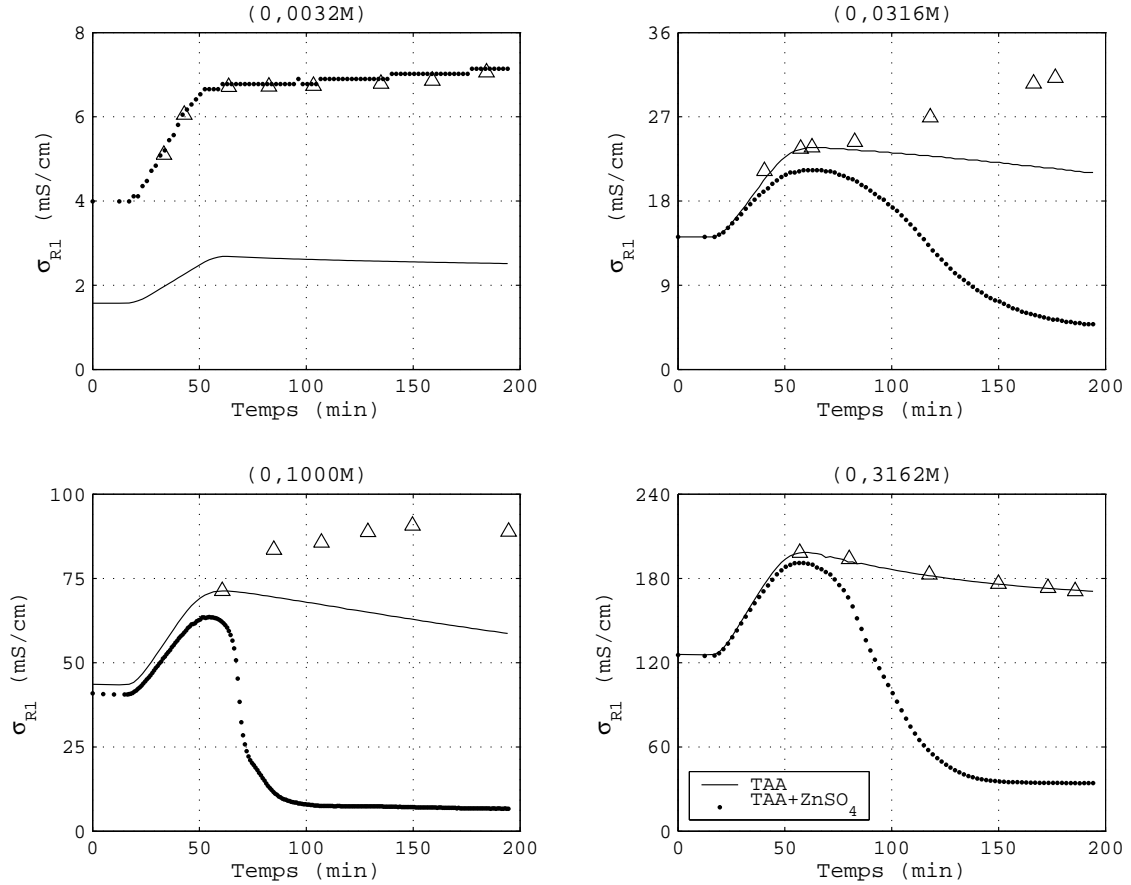 (0,0032M)
8
6
4
2
0
σR1 (mS/cm)
0 50 100 150 200
Temps (min)
(0,0316M)
36
27
18
9
0
σR1 (mS/cm)
0 50 100 150 200
Temps (min)
(0,1000M)
100
75
50
25
0
σR1 (mS/cm)
0 50 100 150 200
Temps (min)
(0,3162M)
240
180
120
60
0
σR1 (mS/cm)
TAA
TAA+ZnSO4
0 50 100 150 200
Temps (min)